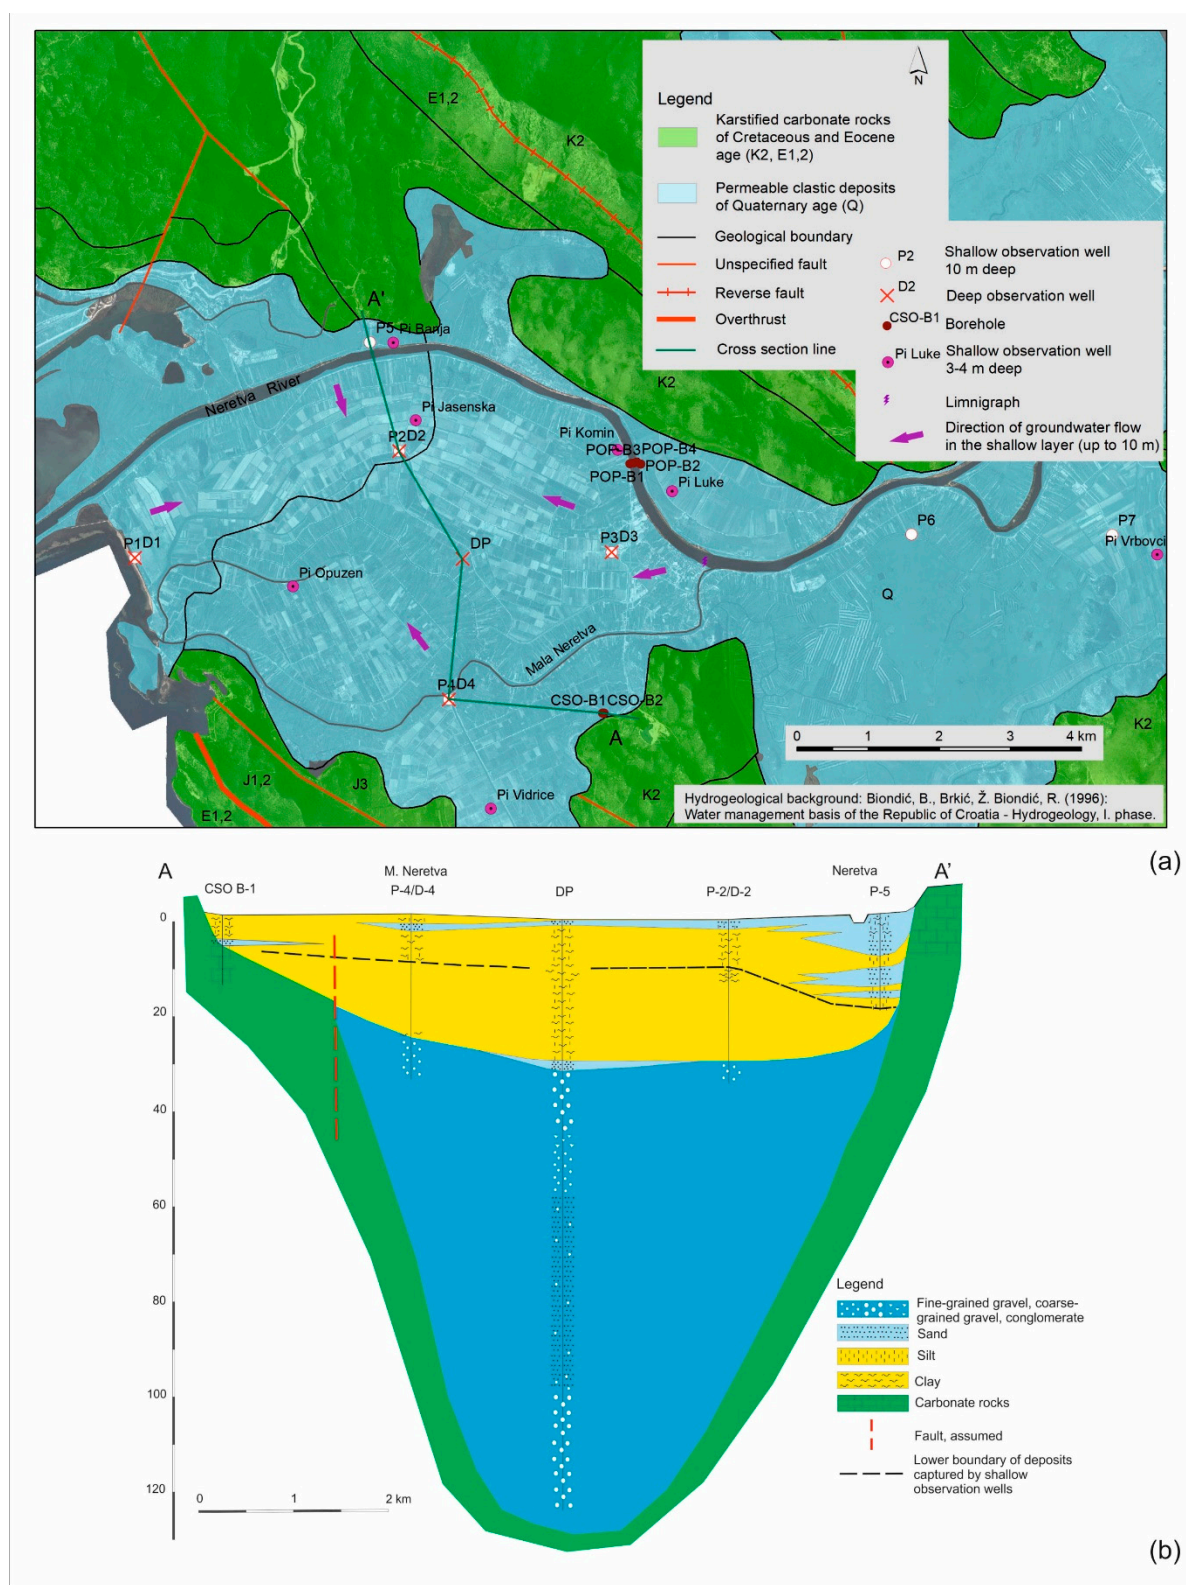 E1,2
K2
N
Legend
Karstified carbonate rocks
of Cretaceous and Eocene
age (K2, E1,2)
Permeable clastic deposits
of Quaternary age (Q)
Geological boundary
Unspecified fault
Reverse fault
Overthrust
Cross section line
P2
Shallow observation well
10 m deep
D2
Deep observation well
CSO-B1
Borehole
Pi Luke
Shallow observation well
3-4 m deep
Limnigraph
Direction of groundwater flow
in the shallow layer (up to 10 m)
A'
P5
Pi Banja
K2
Neretva River
Pi Jasenska
P2D2
Pi Komin
POP-B3
POP-B4
POP-B2
POP-B1
Pi Luke
P6
P7
Pi Vrbovci
P1D1
DP
P3D3
Pi Opuzen
Q
Mala Neretva
P4D4
CSO-B1CSO-B2
A
0 1 2 3 4 km
K2
J1,2
J3
E1,2
Pi Vidrice
K2
Hydrogeological background: Biondić, B., Brkić, Ž. Biondić, R. (1996):
Water management basis of the Republic of Croatia - Hydrogeology, I. phase.
(a)
A
M. Neretva
Neretva
A'
CSO B-1
P-4/D-4
DP
P-2/D-2
P-5
0
20
40
60
80
100
120
0 1 2 km
Legend
Fine-grained gravel, coarse-
grained gravel, conglomerate
Sand
Silt
Clay
Carbonate rocks
Fault, assumed
Lower boundary of deposits
captured by shallow
observation wells
(b)